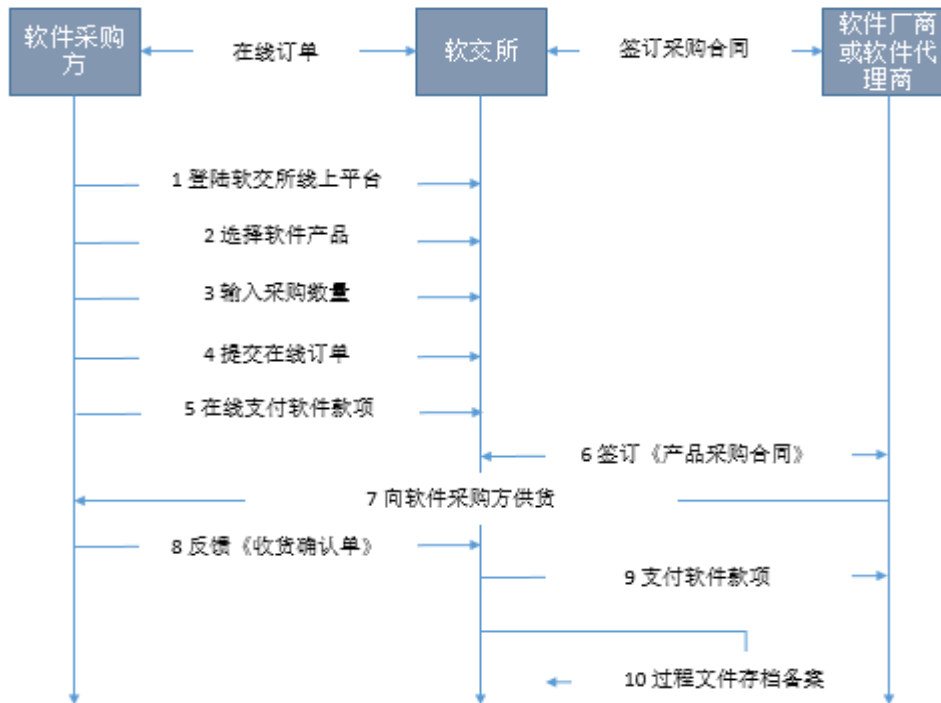 软件采购
方
在线订单
软交所
签订采购合同
软件厂商
或软件代
理商
1 登陆软交所线上平台
2 选择软件产品
3 输入采购数量
4 提交在线订单
5 在线支付软件款项
6 签订《产品采购合同》
7 向软件采购方供货
8 反馈《收货确认单》
9 支付软件款项
10 过程文件存档备案